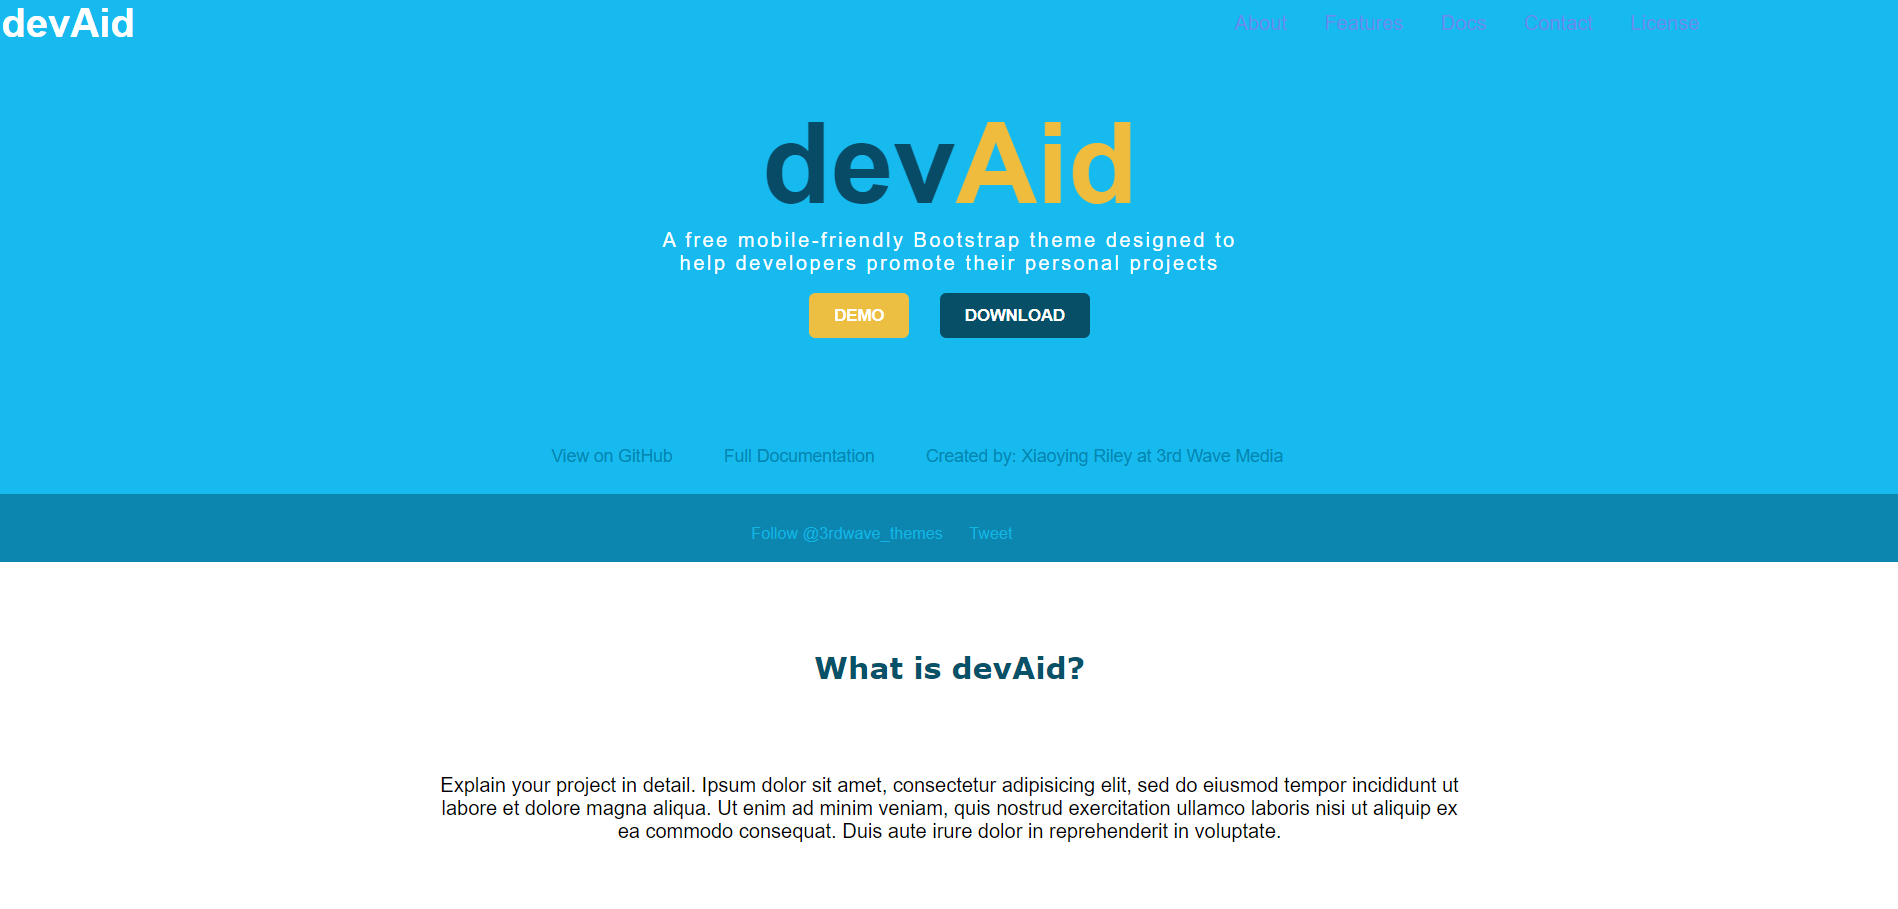 devAid
About Features Docs Contact License
devAid
A free mobile-friendly Bootstrap theme designed to
help developers promote their personal projects
DEMO DOWNLOAD
View on GitHub Full Documentation Created by: Xiaoying Riley at 3rd Wave Media
Follow @3rdwave_themes Tweet
What is devAid?
Explain your project in detail. Ipsum dolor sit amet, consectetur adipisicing elit, sed do eiusmod tempor incididunt ut
labore et dolore magna aliqua. Ut enim ad minim veniam, quis nostrud exercitation ullamco laboris nisi ut aliquip ex
ea commodo consequat. Duis aute irure dolor in reprehenderit in voluptate.